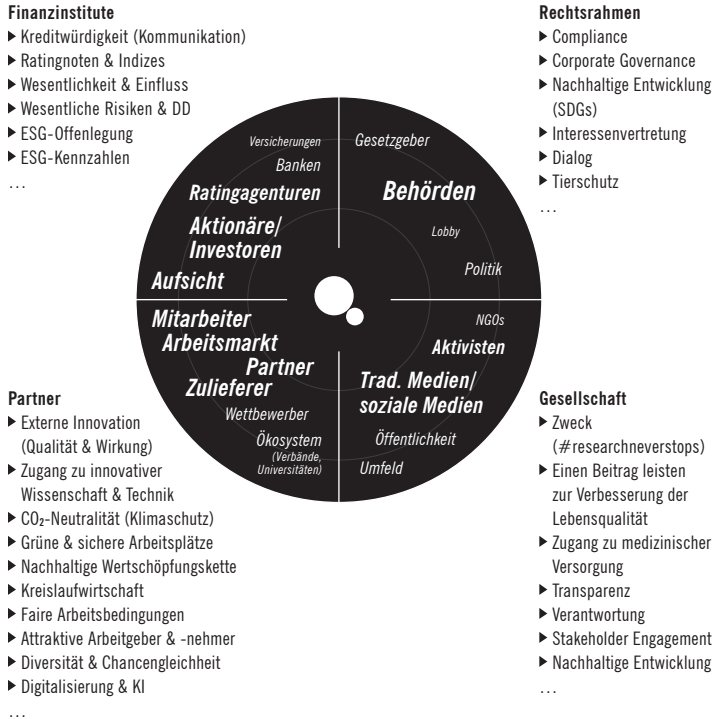 Finanzinstitute
▶ Kreditwürdigkeit (Kommunikation)
▶ Ratingnoten & Indizes
▶ Wesentlichkeit & Einfluss
▶ Wesentliche Risiken & DD
▶ ESG-Offenlegung
▶ ESG-Kennzahlen
…
Rechtsrahmen
▶ Compliance
▶ Corporate Governance
▶ Nachhaltige Entwicklung
(SDGs)
▶ Interessenvertretung
▶ Dialog
▶ Tierschutz
…
Versicherungen
Banken
Ratingagenturen
Aktionäre/
Investoren
Aufsicht
Gesetzgeber
Behörden
Lobby
Politik
Mitarbeiter
Arbeitsmarkt
Partner
Zulieferer
Wettbewerber
Ökosystem
(Verbände,
Universitäten)
NGOs
Aktivisten
Trad. Medien/
soziale Medien
Öffentlichkeit
Umfeld
Partner
▶ Externe Innovation
(Qualität & Wirkung)
▶ Zugang zu innovativer
Wissenschaft & Technik
▶ CO₂-Neutralität (Klimaschutz)
▶ Grüne & sichere Arbeitsplätze
▶ Nachhaltige Wertschöpfungskette
▶ Kreislaufwirtschaft
▶ Faire Arbeitsbedingungen
▶ Attraktive Arbeitgeber & -nehmer
▶ Diversität & Chancengleichheit
▶ Digitalisierung & KI
…
Gesellschaft
▶ Zweck
(#researchneverstops)
▶ Einen Beitrag leisten
zur Verbesserung der
Lebensqualität
▶ Zugang zu medizinischer
Versorgung
▶ Transparenz
▶ Verantwortung
▶ Stakeholder Engagement
▶ Nachhaltige Entwicklung
…